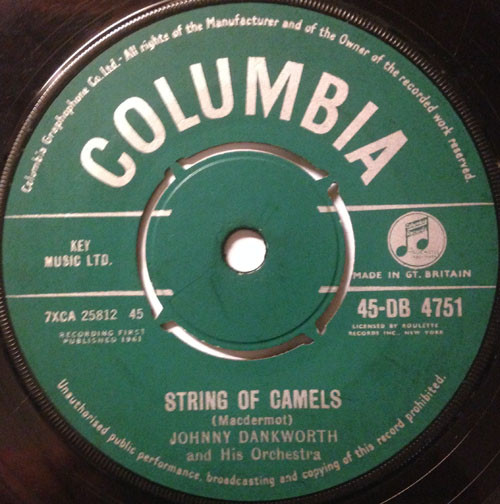 Columbia Graphophone Co. Ltd. - All rights of the Manufacturer and of the Owner of the recorded work reserved.
COLUMBIA
KEY
MUSIC LTD.
MADE IN GT. BRITAIN
7XCA 25812 45
45-DB 4751
RECORDING FIRST
PUBLISHED 1961
LICENSED BY ROULETTE
RECORDS INC., NEW YORK
STRING OF CAMELS
(Macdermot)
JOHNNY DANKWORTH
and His Orchestra
Unauthorised public performance, broadcasting and copying of this record prohibited.